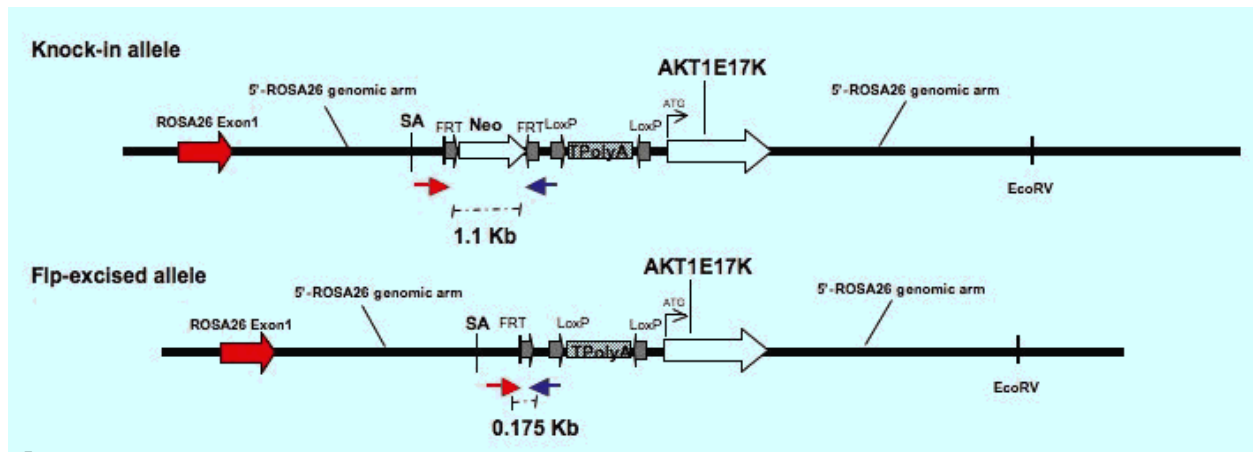 Knock-in allele
AKT1E17K
5'-ROSA26 genomic arm
5'-ROSA26 genomic arm
ROSA26 Exon1
SA
FRT
Neo
FRT
LoxP
LoxP
ATG
TPolyA
EcoRV
1.1 Kb
Flp-excised allele
AKT1E17K
5'-ROSA26 genomic arm
5'-ROSA26 genomic arm
ROSA26 Exon1
SA
FRT
LoxP
LoxP
ATG
TPolyA
EcoRV
0.175 Kb